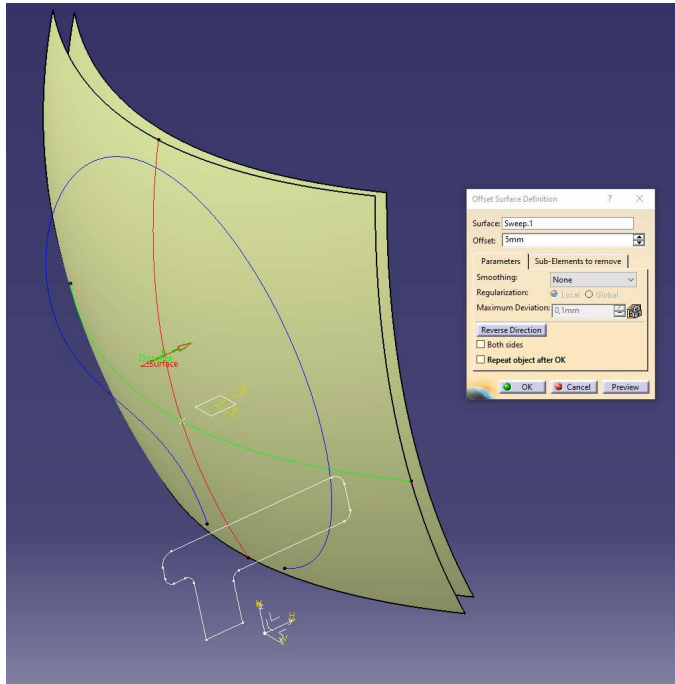 Offset Surface Definition ? ×
Surface: Sweep.1
Offset: 5mm
Parameters Sub-Elements to remove
Smoothing: None
Regularization: Local Global
Maximum Deviation: 0,1mm
Reverse Direction
Both sides
Repeat object after OK
OK Cancel Preview
Surface
H
V